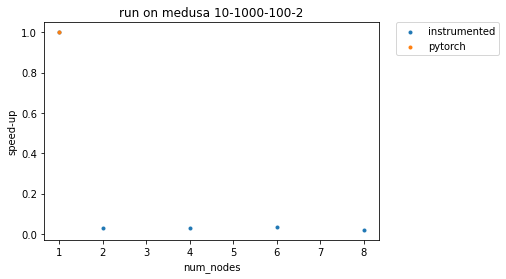 run on medusa 10-1000-100-2
instrumented
pytorch
1.0
0.8
0.6
0.4
0.2
0.0
speed-up
1 2 3 4 5 6 7 8
num_nodes